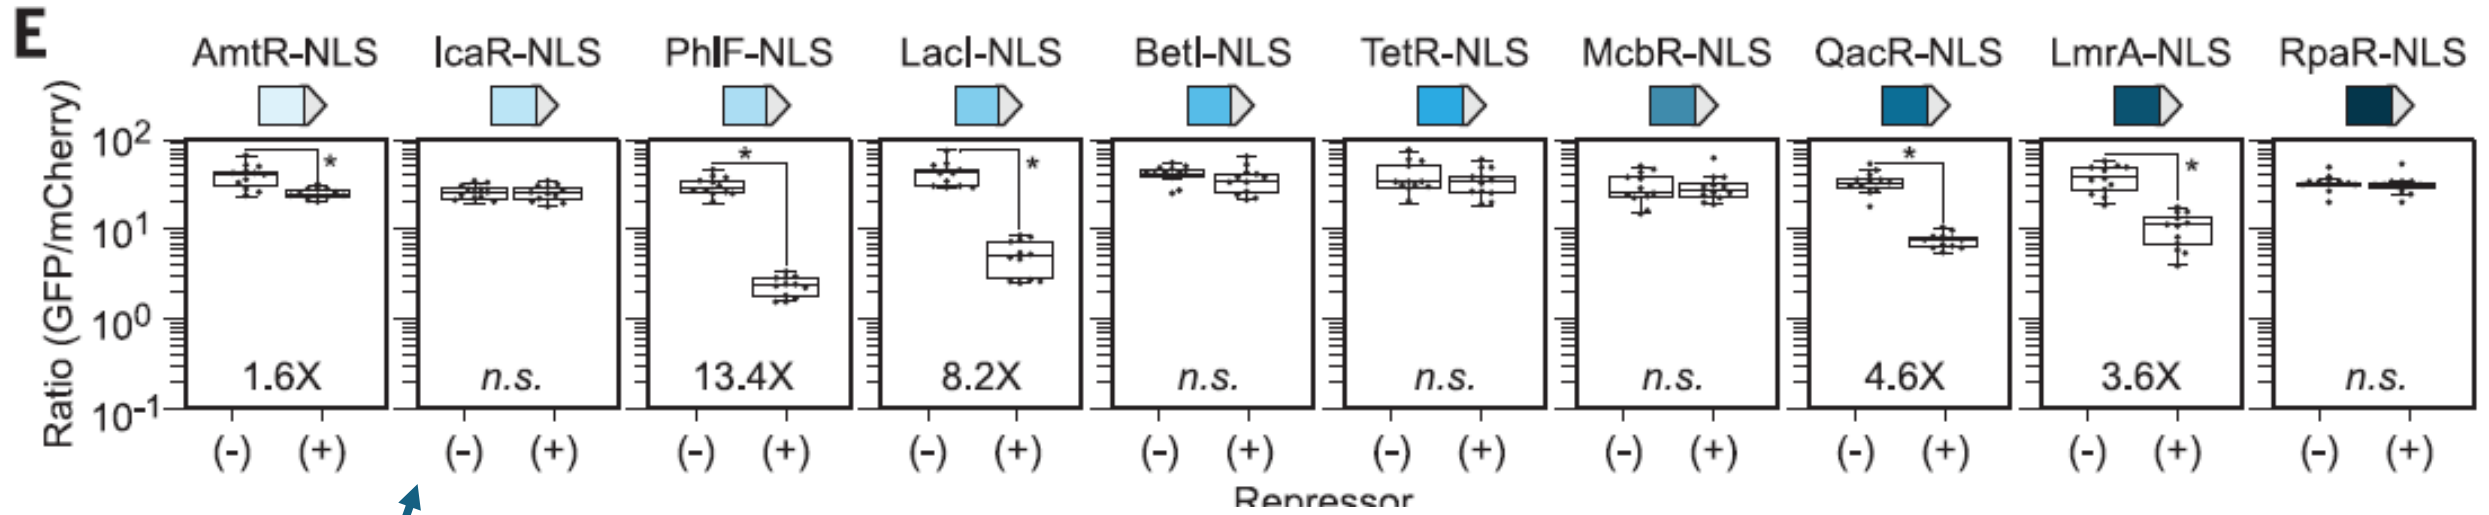 E
AmtR-NLS IcaR-NLS PhlF-NLS LacI-NLS BetI-NLS TetR-NLS McbR-NLS QacR-NLS LmrA-NLS RpaR-NLS
Ratio (GFP/mCherry)
10² 
10¹
10⁰
10⁻¹
* * * * *
1.6X n.s. 13.4X 8.2X n.s. n.s. n.s. 4.6X 3.6X n.s.
(-) (+) (-) (+) (-) (+) (-) (+) (-) (+) (-) (+) (-) (+) (-) (+) (-) (+) (-) (+)
Repressor